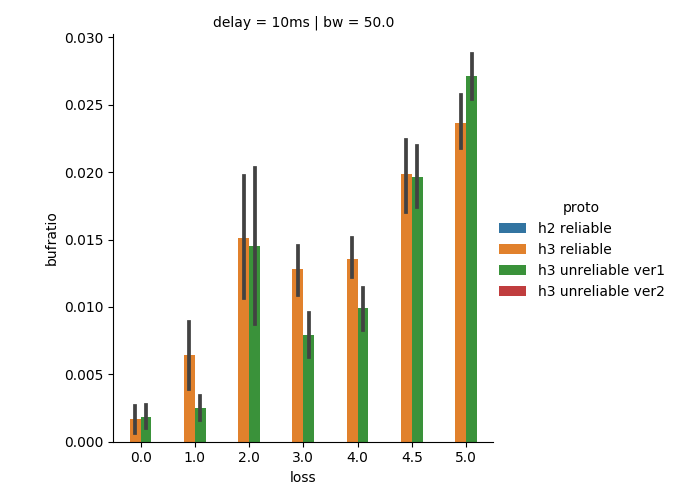 delay = 10ms | bw = 50.0
0.030
0.025
0.020
0.015
0.010
0.005
0.000
bufratio
0.0 1.0 2.0 3.0 4.0 4.5 5.0
loss
proto
h2 reliable
h3 reliable
h3 unreliable ver1
h3 unreliable ver2